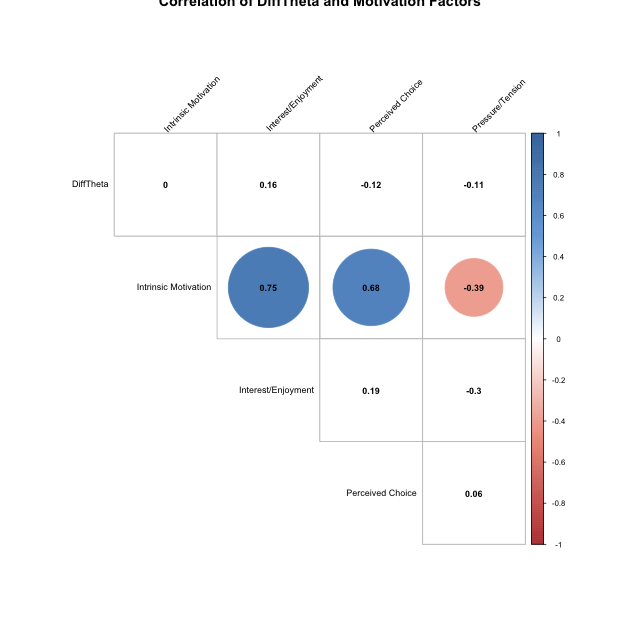 Correlation of DiffTheta and Motivation Factors
Intrinsic Motivation
Interest/Enjoyment
Perceived Choice
Pressure/Tension
DiffTheta 0 0.16 -0.12 -0.11
Intrinsic Motivation 0.75 0.68 -0.39
Interest/Enjoyment 0.19 -0.3
Perceived Choice 0.06
1
0.8
0.6
0.4
0.2
0
-0.2
-0.4
-0.6
-0.8
-1